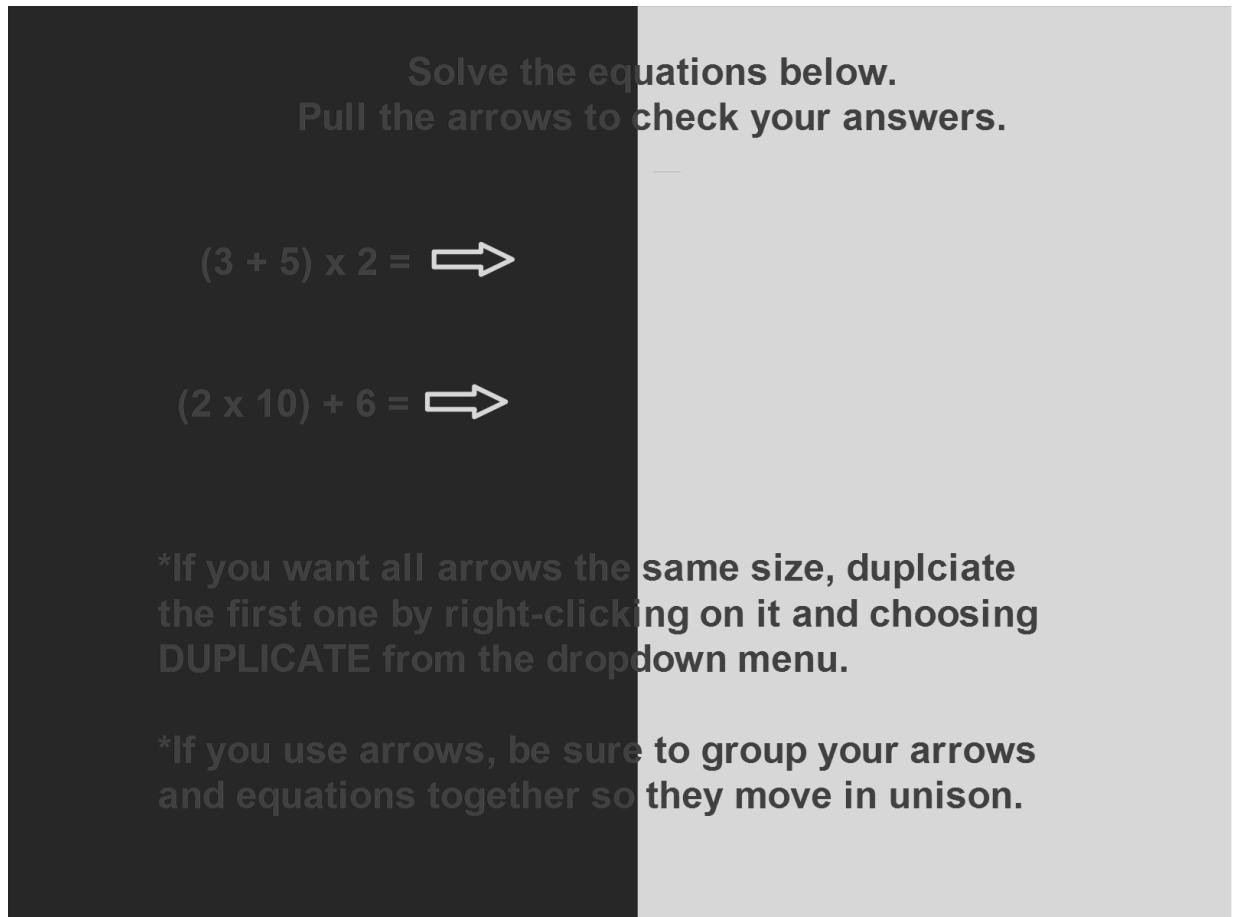 Solve the equations below.
Pull the arrows to check your answers.
(3 + 5) x 2 =
(2 x 10) + 6 =
*If you want all arrows the same size, duplciate
the first one by right-clicking on it and choosing
DUPLICATE from the dropdown menu.
*If you use arrows, be sure to group your arrows
and equations together so they move in unison.